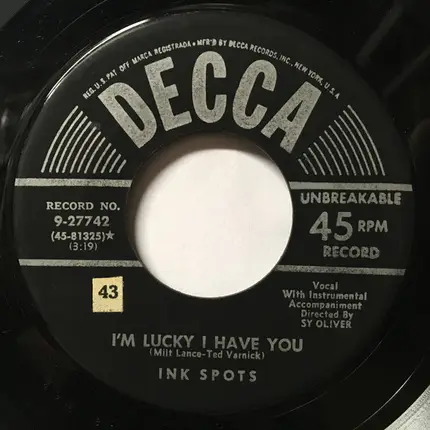 REG. U.S. PAT. OFF. MARCA REGISTRADA • MF'D BY DECCA RECORDS, INC., NEW YORK, U.S.A.
DECCA
RECORD NO.
9-27742
(45-81325)★
(3:19)
UNBREAKABLE
45 RPM
RECORD
43
Vocal
With Instrumental
Accompaniment
Directed By
SY OLIVER
I'M LUCKY I HAVE YOU
(Milt Lance-Ted Varnick)
INK SPOTS